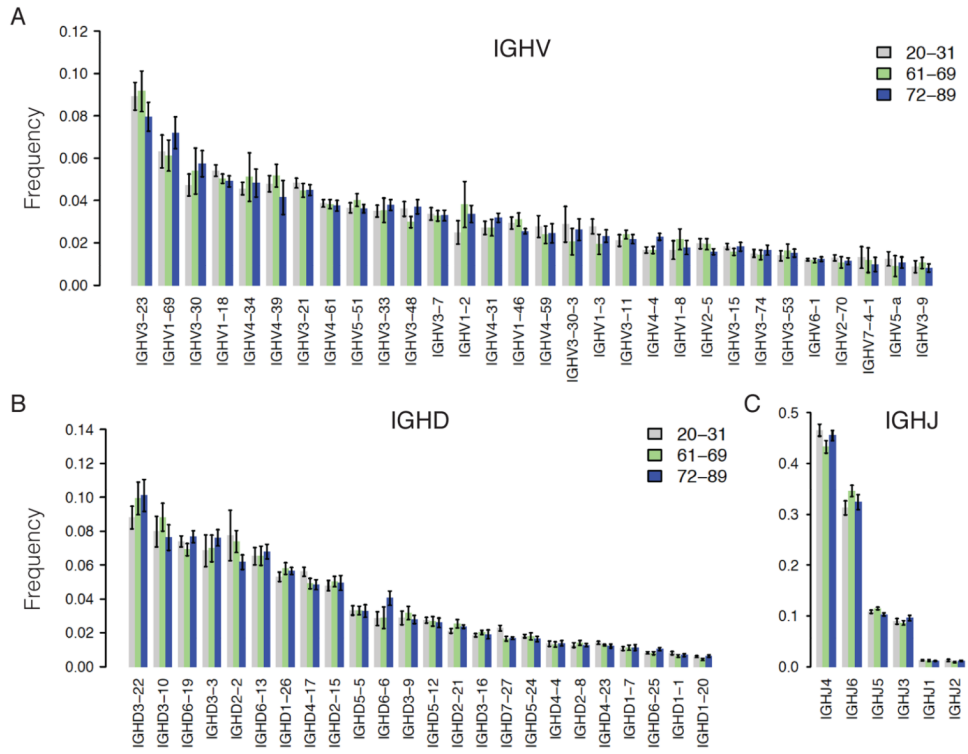 A
IGHV
20–31
61–69
72–89
Frequency
0.12
0.10
0.08
0.06
0.04
0.02
0.00
IGHV3–23
IGHV1–69
IGHV3–30
IGHV1–18
IGHV4–34
IGHV4–39
IGHV3–21
IGHV4–61
IGHV5–51
IGHV3–33
IGHV3–48
IGHV3–7
IGHV1–2
IGHV4–31
IGHV1–46
IGHV4–59
IGHV3–30–3
IGHV1–3
IGHV3–11
IGHV4–4
IGHV1–8
IGHV2–5
IGHV3–15
IGHV3–74
IGHV3–53
IGHV6–1
IGHV2–70
IGHV7–4–1
IGHV5–a
IGHV3–9
B
IGHD
20–31
61–69
72–89
Frequency
0.14
0.12
0.10
0.08
0.06
0.04
0.02
0.00
IGHD3–22
IGHD3–10
IGHD6–19
IGHD3–3
IGHD2–2
IGHD6–13
IGHD1–26
IGHD4–17
IGHD2–15
IGHD5–5
IGHD6–6
IGHD3–9
IGHD5–12
IGHD2–21
IGHD3–16
IGHD7–27
IGHD5–24
IGHD4–4
IGHD2–8
IGHD4–23
IGHD1–7
IGHD6–25
IGHD1–1
IGHD1–20
C
IGHJ
0.5
0.4
0.3
0.2
0.1
0.0
IGHJ4
IGHJ6
IGHJ5
IGHJ3
IGHJ1
IGHJ2